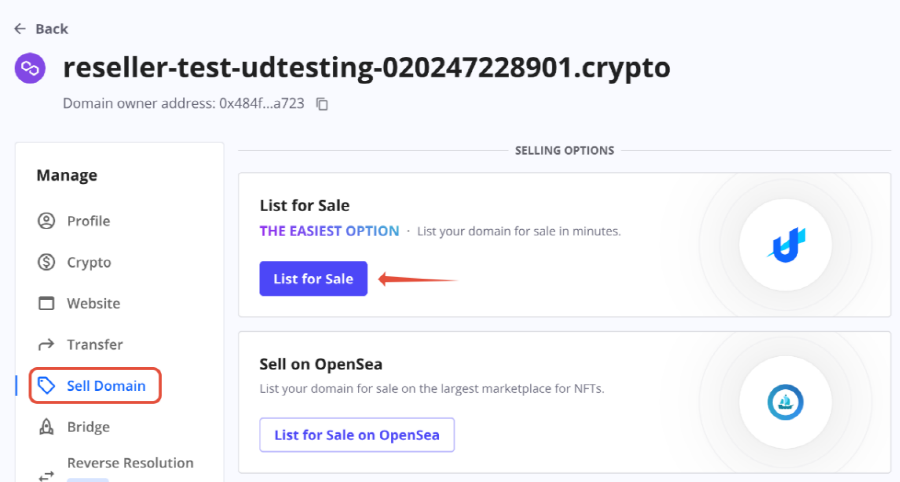 Back
reseller-test-udtesting-020247228901.crypto
Domain owner address: 0x484f...a723
Manage
Profile
Crypto
Website
Transfer
Sell Domain
Bridge
Reverse Resolution
SELLING OPTIONS
List for Sale
THE EASIEST OPTION · List your domain for sale in minutes.
List for Sale
Sell on OpenSea
List your domain for sale on the largest marketplace for NFTs.
List for Sale on OpenSea